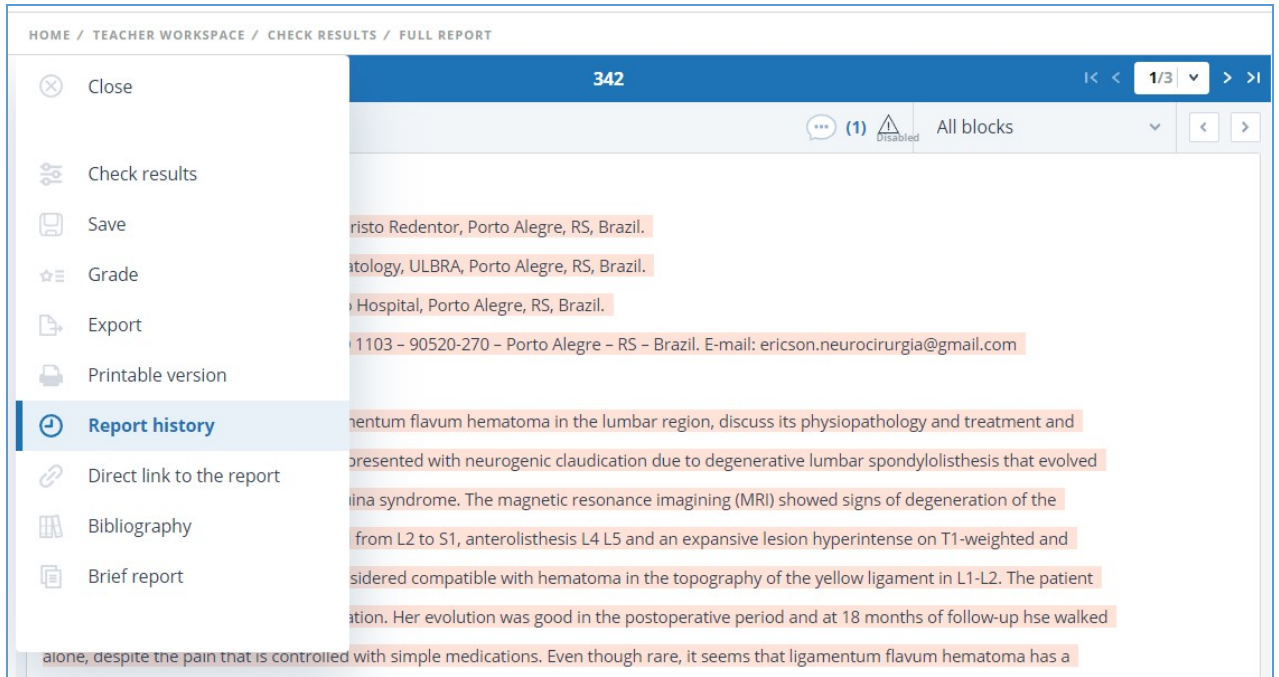 HOME / TEACHER WORKSPACE / CHECK RESULTS / FULL REPORT
Close
342
1/3
(1)
Disabled
All blocks
Check results
Save
Grade
Export
Printable version
Report history
Direct link to the report
Bibliography
Brief report
risto Redentor, Porto Alegre, RS, Brazil.
atology, ULBRA, Porto Alegre, RS, Brazil.
Hospital, Porto Alegre, RS, Brazil.
1103 – 90520-270 – Porto Alegre – RS – Brazil. E-mail: ericson.neurocirurgia@gmail.com
mentum flavum hematoma in the lumbar region, discuss its physiopathology and treatment and
presented with neurogenic claudication due to degenerative lumbar spondylolisthesis that evolved
ina syndrome. The magnetic resonance imagining (MRI) showed signs of degeneration of the
from L2 to S1, anterolisthesis L4 L5 and an expansive lesion hyperintense on T1-weighted and
sidered compatible with hematoma in the topography of the yellow ligament in L1-L2. The patient
ation. Her evolution was good in the postoperative period and at 18 months of follow-up hse walked
alone, despite the pain that is controlled with simple medications. Even though rare, it seems that ligamentum flavum hematoma has a